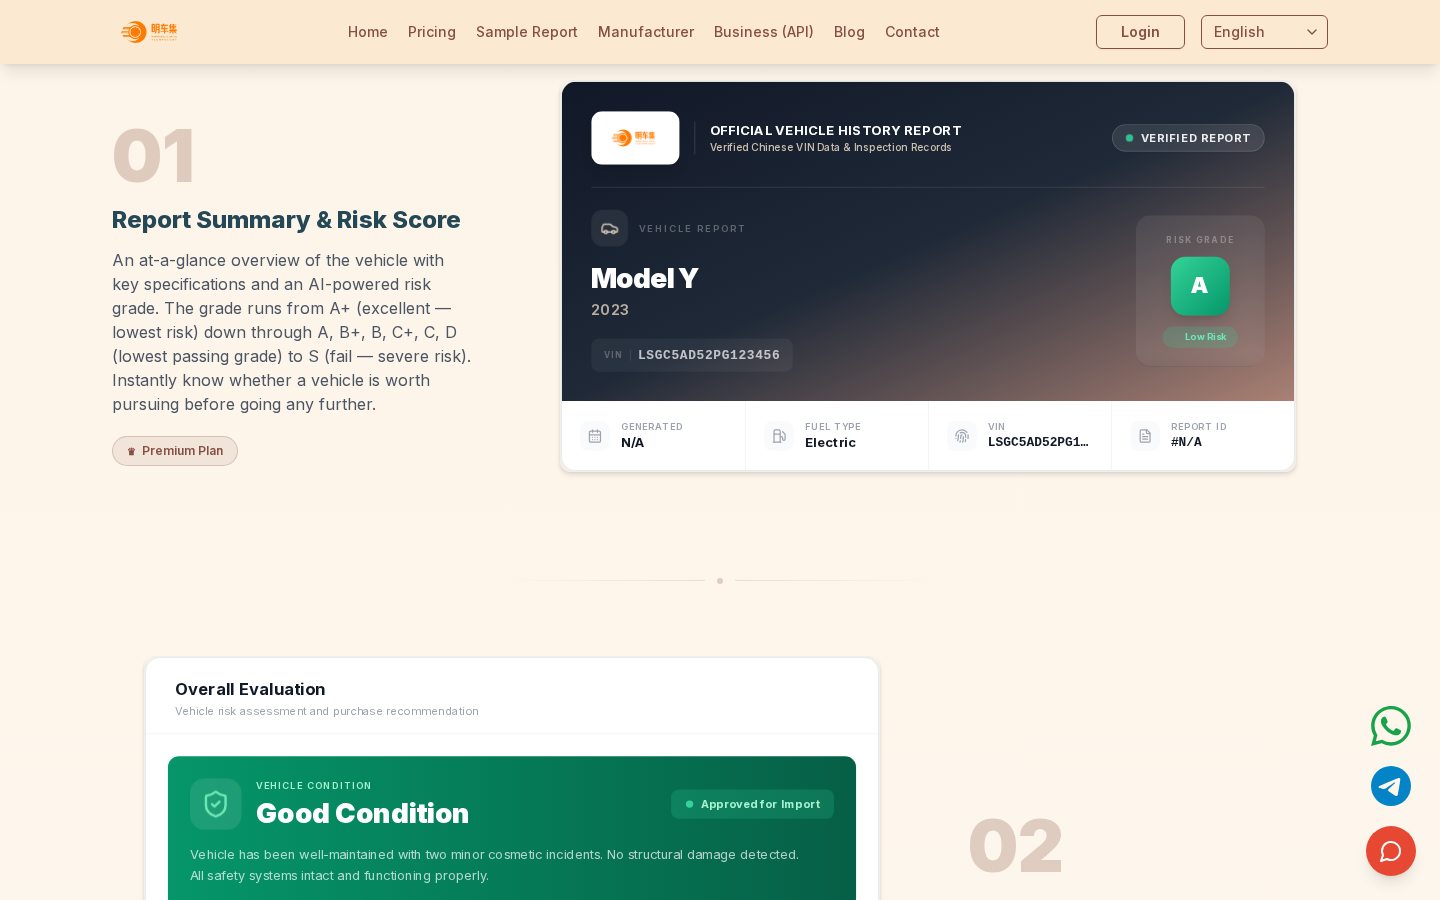 明车集
Home
Pricing
Sample Report
Manufacturer
Business (API)
Blog
Contact
Login
English
01
Report Summary & Risk Score
An at-a-glance overview of the vehicle with
key specifications and an AI-powered risk
grade. The grade runs from A+ (excellent —
lowest risk) down through A, B+, B, C+, C, D
(lowest passing grade) to S (fail — severe risk).
Instantly know whether a vehicle is worth
pursuing before going any further.
Premium Plan
明车集
OFFICIAL VEHICLE HISTORY REPORT
Verified Chinese VIN Data & Inspection Records
VERIFIED REPORT
VEHICLE REPORT
Model Y
2023
VIN
LSGC5AD52PG123456
RISK GRADE
A
Low Risk
GENERATED
N/A
FUEL TYPE
Electric
VIN
LSGC5AD52PG1…
REPORT ID
#N/A
Overall Evaluation
Vehicle risk assessment and purchase recommendation
VEHICLE CONDITION
Good Condition
Approved for Import
Vehicle has been well-maintained with two minor cosmetic incidents. No structural damage detected.
All safety systems intact and functioning properly.
02